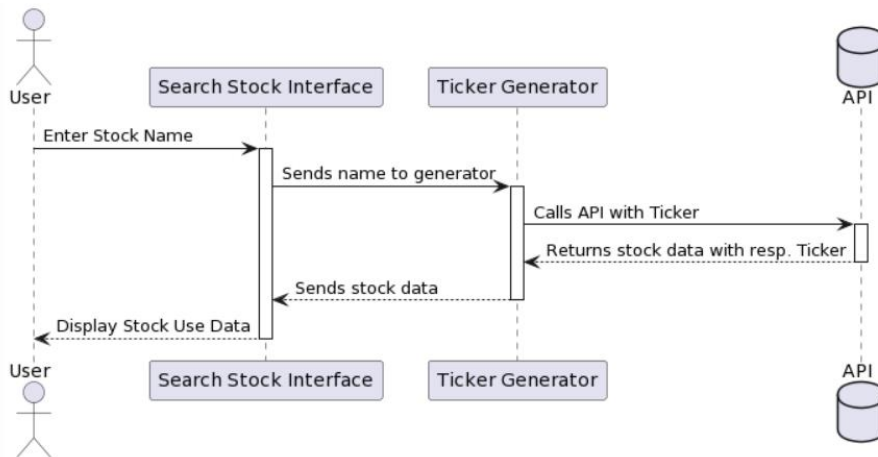 User
Search Stock Interface
Ticker Generator
API
Enter Stock Name
Sends name to generator
Calls API with Ticker
Returns stock data with resp. Ticker
Sends stock data
Display Stock Use Data
User
Search Stock Interface
Ticker Generator
API